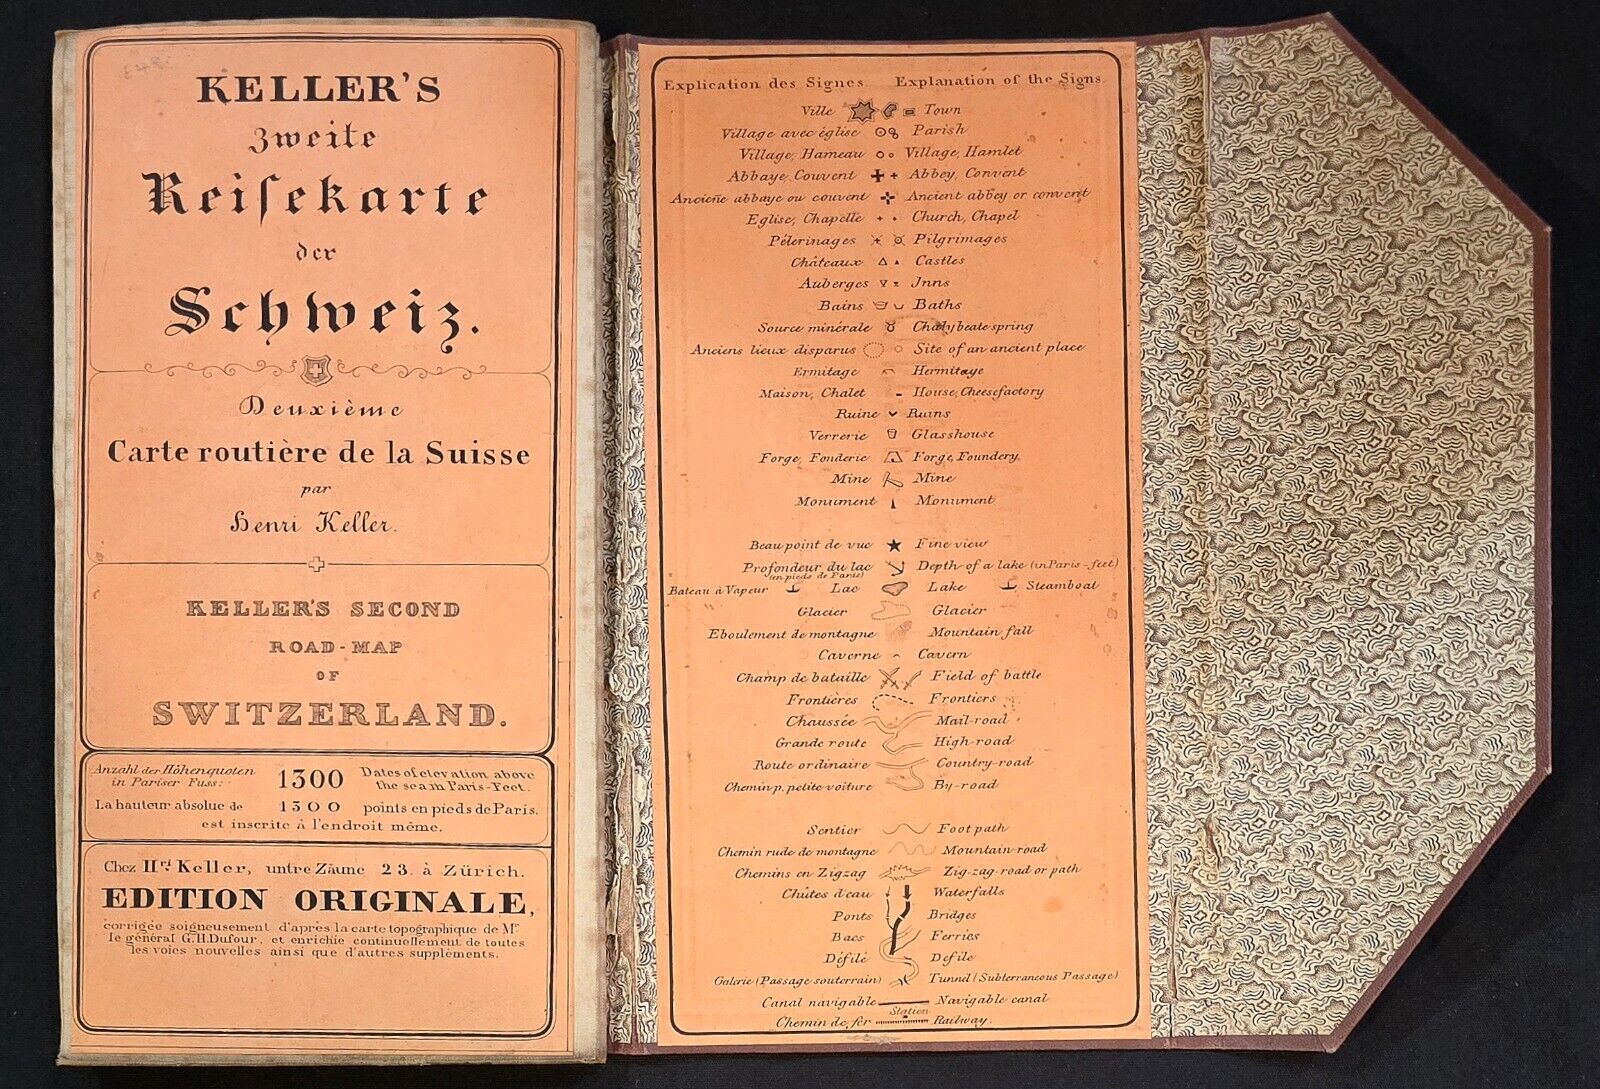 KELLER'S
Zweite
Reiſekarte
der
Schweiz.
Deuxième
Carte routière de la Suisse
par
Henri Keller.
KELLER'S SECOND
ROAD-MAP
OF
SWITZERLAND.
Anzahl der Höhenquoten in Pariser Fuss: 1300 Dates of elevation above the sea in Paris-Feet.
La hauteur absolue de 1300 points en pieds de Paris.
est inscrite à l'endroit même.
Chez Hri Keller, untre Zäune 23. à Zürich.
EDITION ORIGINALE,
corrigée soigneusement d'après la carte topographique de Mr
le général G.H.Dufour, et enrichie continuellement de toutes
les voies nouvelles ainsi que d'autres suppléments.
Explication des Signes. Explanation of the Signs.
Ville Town
Village avec église Parish
Village, Hameau Village, Hamlet
Abbaye, Couvent Abbey, Convent
Ancieñe abbaye ou couvent Ancient abbey or convent
Eglise, Chapelle Church, Chapel
Pélerinages Pilgrimages
Châteaux Castles
Auberges Jnns
Bains Baths
Source minérale Chalybeate spring
Anciens lieux disparus Site of an ancient place
Ermitage Hermitage
Maison, Chalet House, Cheesefactory
Ruine Ruins
Verrerie Glasshouse
Forge, Fonderie Forge, Foundery.
Mine Mine
Monument Monument
Beau point de vue Fine view
Profondeur du lac Depth of a lake (in Paris-feet)
(en pieds de Paris)
Bateau à Vapeur Lac Lake Steamboat
Glacier Glacier
Eboulement de montagne Mountain fall
Caverne Cavern
Champ de bataille Field of battle
Frontières Frontiers
Chaussée Mail-road
Grande route High-road
Route ordinaire Country-road
Chemin p. petite voiture By-road
Sentier Foot path
Chemin rude de montagne Mountain-road
Chemins en Zigzag Zig-zag-road or path
Chûtes d'eau Waterfalls
Ponts Bridges
Bacs Ferries
Défilé Defile
Galerie (Passage souterrain) Tunnel (Subterraneous Passage)
Canal navigable Navigable canal
Station
Chemin de fer Railway.